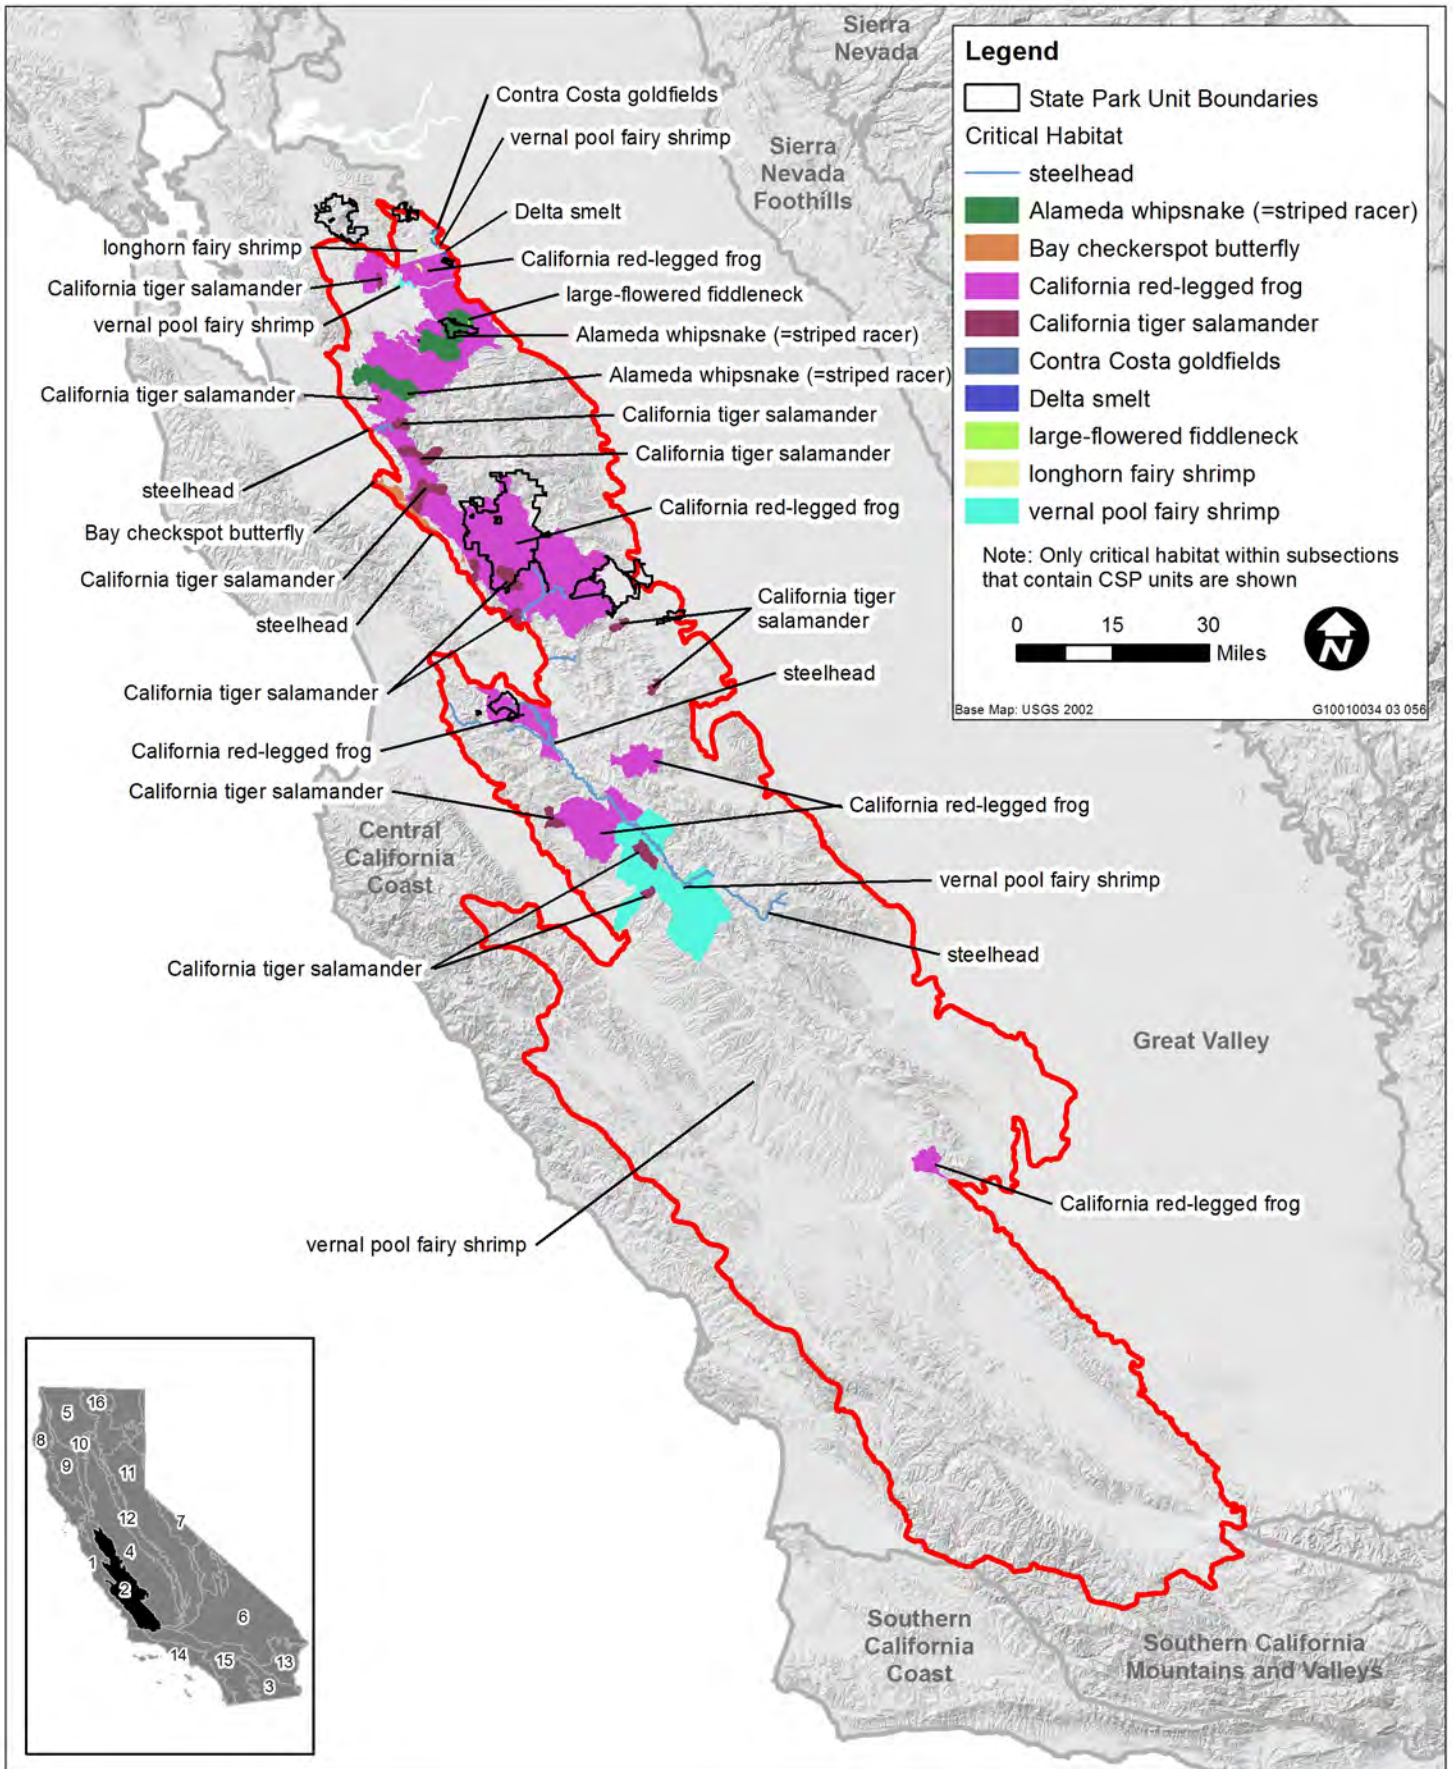 Sierra
Nevada
Sierra
Nevada
Foothills
Contra Costa goldfields
vernal pool fairy shrimp
Delta smelt
longhorn fairy shrimp
California red-legged frog
California tiger salamander
large-flowered fiddleneck
vernal pool fairy shrimp
Alameda whipsnake (=striped racer)
Alameda whipsnake (=striped racer)
California tiger salamander
California tiger salamander
California tiger salamander
steelhead
California red-legged frog
Bay checkspot butterfly
California tiger salamander
California tiger
salamander
steelhead
steelhead
California tiger salamander
California red-legged frog
California tiger salamander
California red-legged frog
Central
California
Coast
vernal pool fairy shrimp
steelhead
California tiger salamander
Great Valley
California red-legged frog
vernal pool fairy shrimp
Southern
California
Coast
Southern California
Mountains and Valleys
Legend
State Park Unit Boundaries
Critical Habitat
steelhead
Alameda whipsnake (=striped racer)
Bay checkerspot butterfly
California red-legged frog
California tiger salamander
Contra Costa goldfields
Delta smelt
large-flowered fiddleneck
longhorn fairy shrimp
vernal pool fairy shrimp
Note: Only critical habitat within subsections
that contain CSP units are shown
0 15 30
Miles
N
Base Map: USGS 2002 G10010034 03 056
16
5
8
10
9
11
12
7
1
4
2
6
14
15
13
3